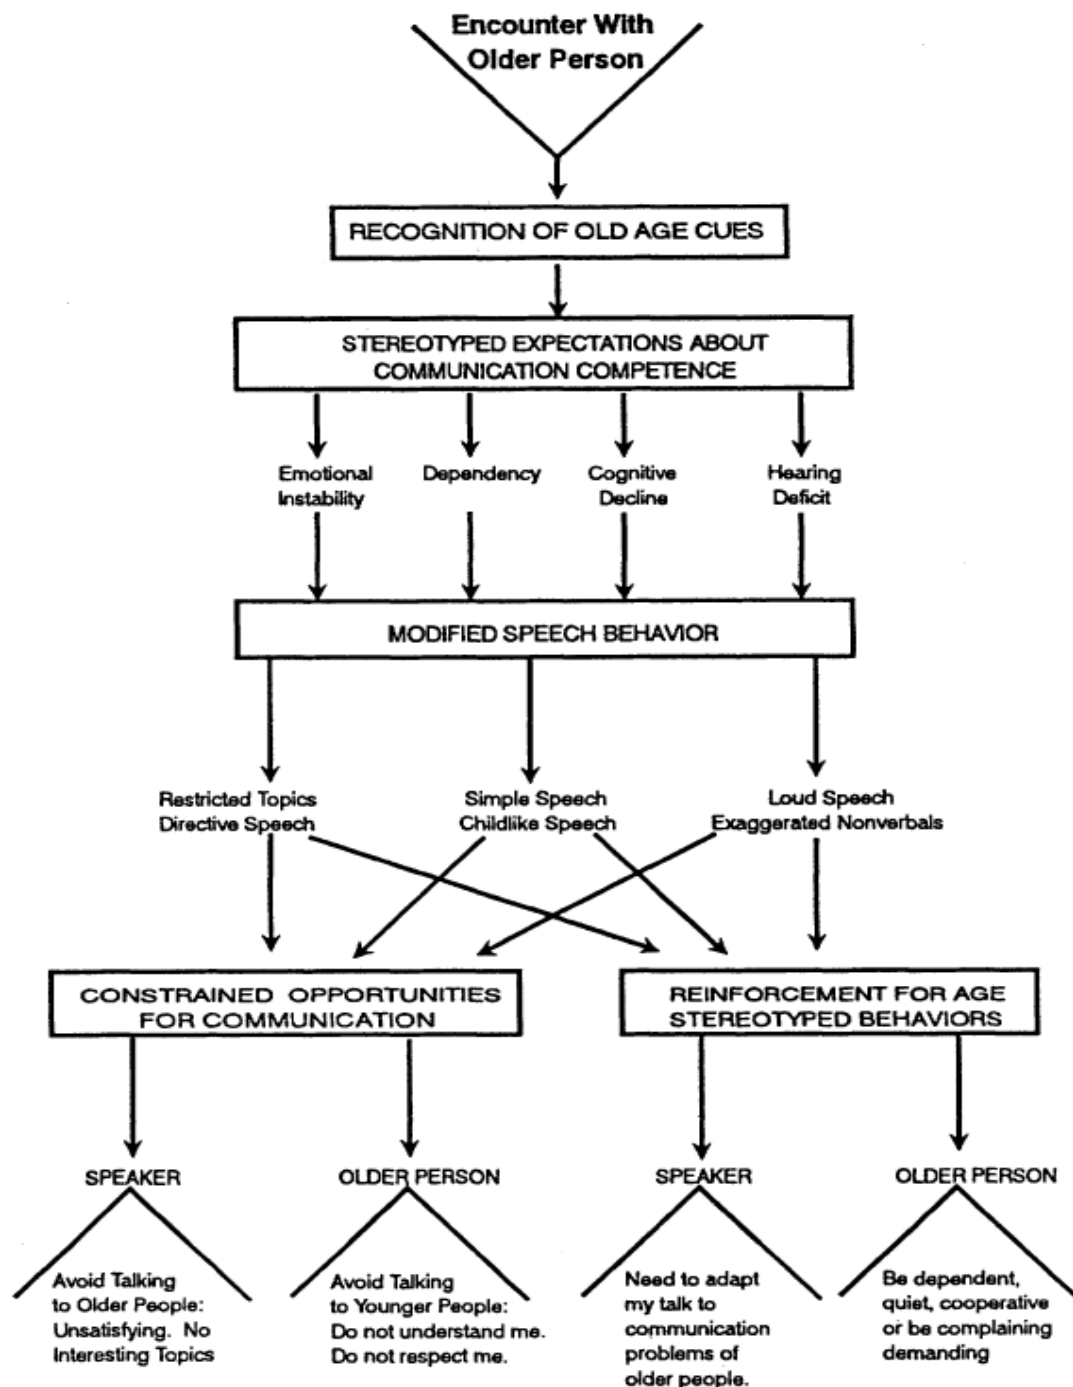 Encounter With
Older Person
RECOGNITION OF OLD AGE CUES
STEREOTYPED EXPECTATIONS ABOUT
COMMUNICATION COMPETENCE
Emotional
Instability
Dependency
Cognitive
Decline
Hearing
Deficit
MODIFIED SPEECH BEHAVIOR
Restricted Topics
Directive Speech
Simple Speech
Childlike Speech
Loud Speech
Exaggerated Nonverbals
CONSTRAINED OPPORTUNITIES
FOR COMMUNICATION
REINFORCEMENT FOR AGE
STEREOTYPED BEHAVIORS
SPEAKER
OLDER PERSON
SPEAKER
OLDER PERSON
Avoid Talking
to Older People:
Unsatisfying. No
Interesting Topics
Avoid Talking
to Younger People:
Do not understand me.
Do not respect me.
Need to adapt
my talk to
communication
problems of
older people.
Be dependent,
quiet, cooperative
or be complaining
demanding